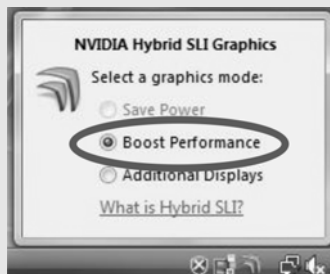 NVIDIA Hybrid SLI Graphics
Select a graphics mode:
Save Power
Boost Performance
Additional Displays
What is Hybrid SLI?